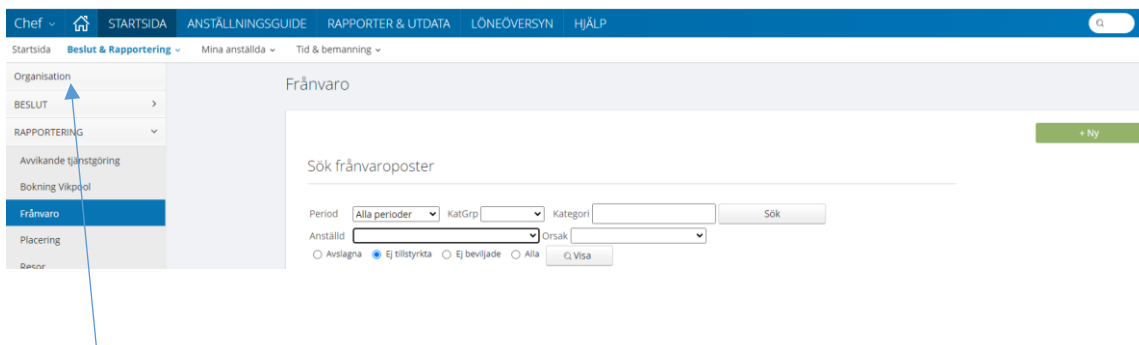 Chef STARTSIDA ANSTÄLLNINGSGUIDE RAPPORTER & UTDATA LÖNEÖVERSYN HJÄLP
Startsida Beslut & Rapportering Mina anställda Tid & bemanning
Organisation
BESLUT
RAPPORTERING
Avvikande tjänstgöring
Bokning Vikpool
Frånvaro
Placering
Resor
Frånvaro
+ Ny
Sök frånvaroposter
Period Alla perioder KatGrp Kategori Sök
Anställd Orsak
Avslagna Ej tillstyrkta Ej beviljade Alla Visa